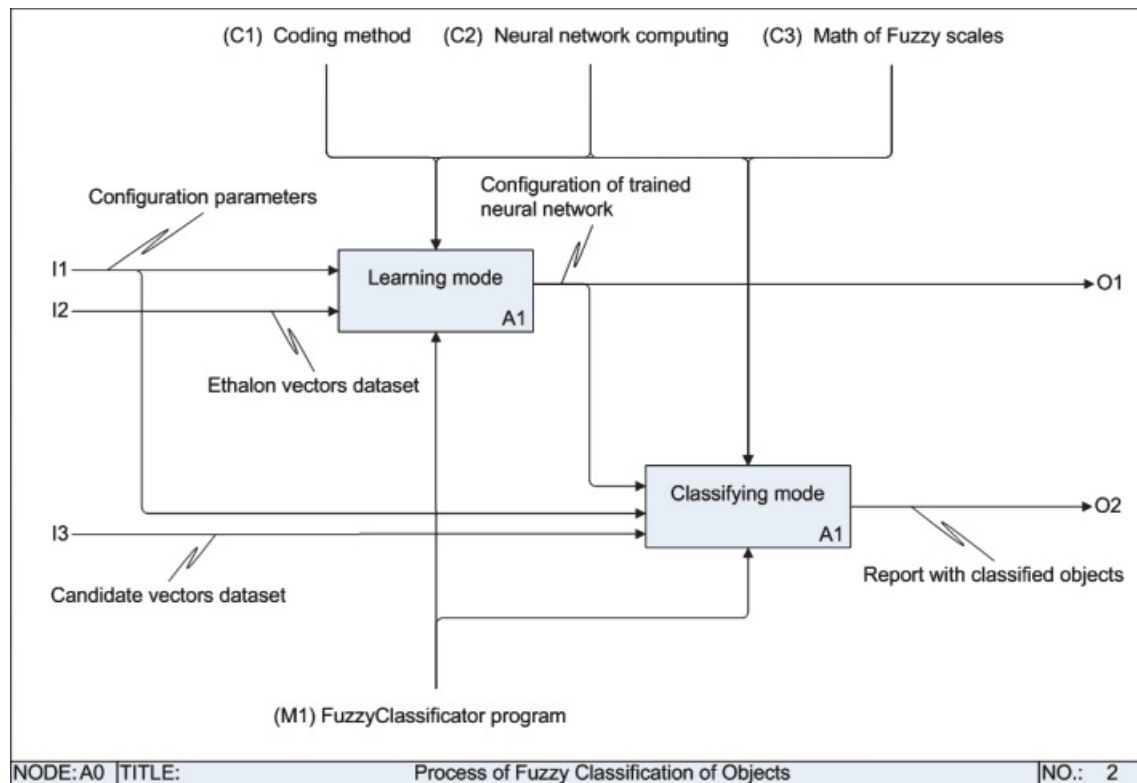 (C1) Coding method (C2) Neural network computing (C3) Math of Fuzzy scales
Configuration parameters
Configuration of trained
neural network
I1
Learning mode
O1
I2
A1
Ethalon vectors dataset
Classifying mode
O2
I3
A1
Report with classified objects
Candidate vectors dataset
(M1) FuzzyClassificator program
NODE: A0 TITLE: Process of Fuzzy Classification of Objects NO.: 2